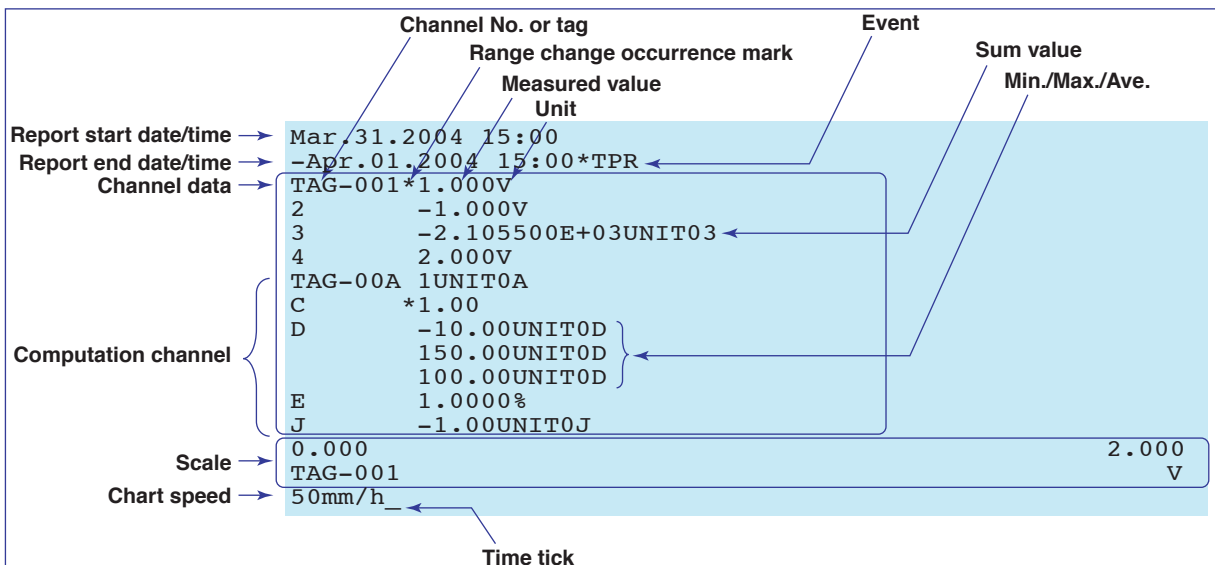 Channel No. or tag
Event
Range change occurrence mark
Sum value
Measured value
Min./Max./Ave.
Unit
Report start date/time
Mar.31.2004 15:00
Report end date/time
-Apr.01.2004 15:00*TPR
Channel data
TAG-001*1.000V
2 -1.000V
3 -2.105500E+03UNIT03
4 2.000V
TAG-00A 1UNIT0A
C *1.00
D -10.00UNIT0D
Computation channel
150.00UNIT0D
100.00UNIT0D
E 1.0000%
J -1.00UNIT0J
Scale
0.000 2.000
TAG-001 V
Chart speed
50mm/h_
Time tick